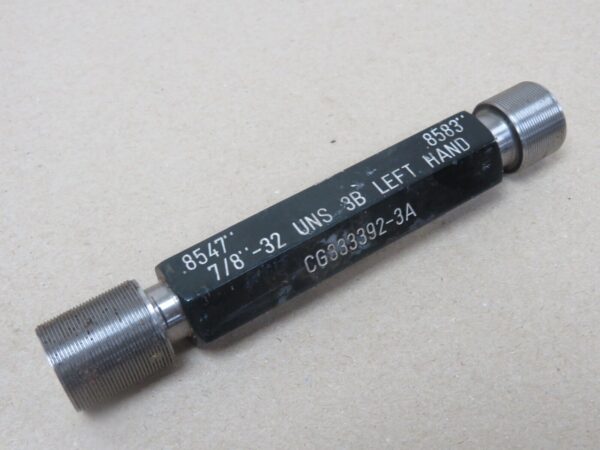 .8547" .8583"
7/8"-32 UNS 3B LEFT HAND
CG333392-3A